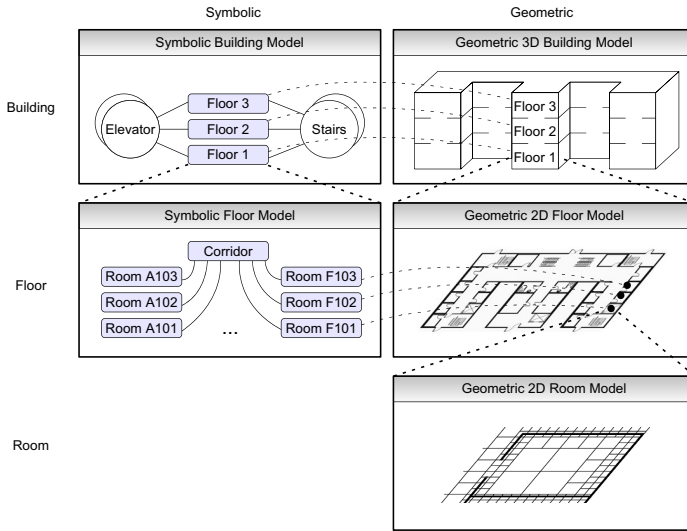 Symbolic
Geometric
Symbolic Building Model
Geometric 3D Building Model
Building
Elevator
Floor 3
Floor 2
Floor 1
Stairs
Floor 3
Floor 2
Floor 1
Symbolic Floor Model
Geometric 2D Floor Model
Floor
Corridor
Room A103
Room A102
Room A101
...
Room F103
Room F102
Room F101
Geometric 2D Room Model
Room